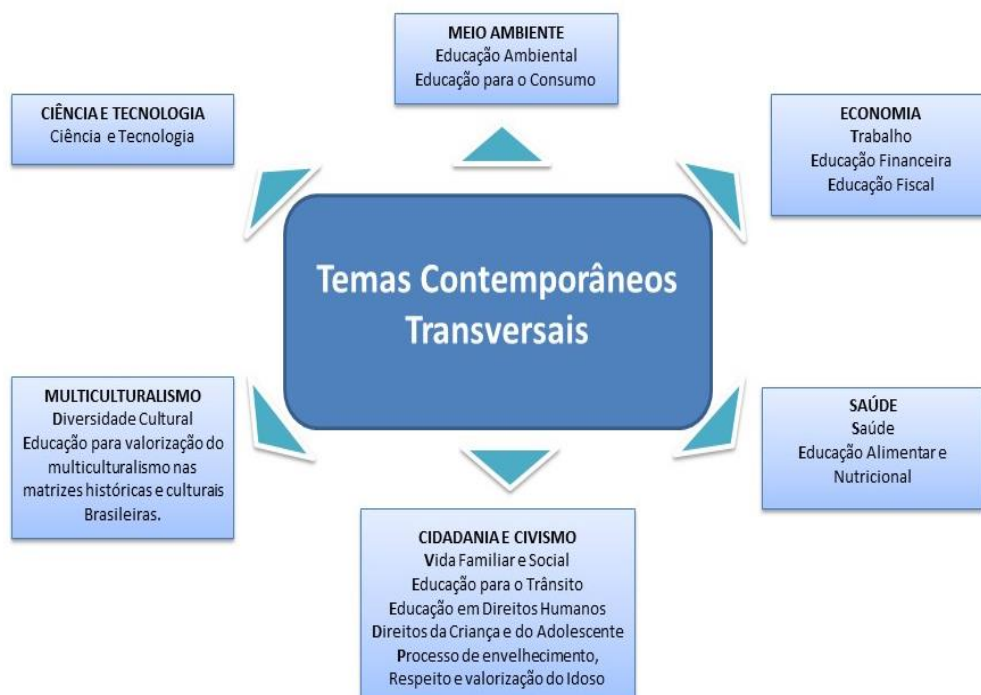 MEIO AMBIENTE
Educação Ambiental
Educação para o Consumo
CIÊNCIA E TECNOLOGIA
Ciência e Tecnologia
ECONOMIA
Trabalho
Educação Financeira
Educação Fiscal
Temas Contemporâneos
Transversais
MULTICULTURALISMO
Diversidade Cultural
Educação para valorização do
multiculturalismo nas
matrizes históricas e culturais
Brasileiras.
SAÚDE
Saúde
Educação Alimentar e
Nutricional
CIDADANIA E CIVISMO
Vida Familiar e Social
Educação para o Trânsito
Educação em Direitos Humanos
Direitos da Criança e do Adolescente
Processo de envelhecimento,
Respeito e valorização do Idoso